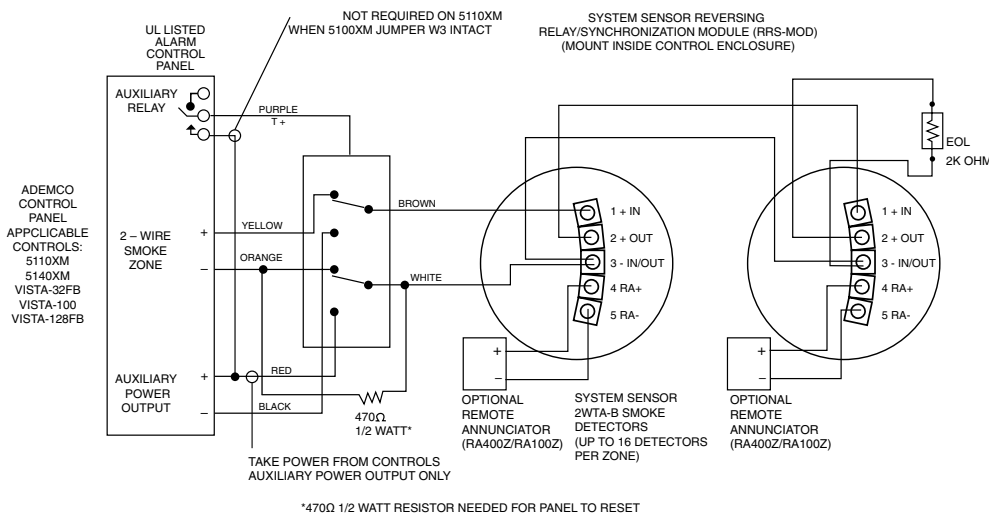 NOT REQUIRED ON 5110XM
WHEN 5100XM JUMPER W3 INTACT
SYSTEM SENSOR REVERSING
RELAY/SYNCHRONIZATION MODULE (RRS-MOD)
(MOUNT INSIDE CONTROL ENCLOSURE)
UL LISTED
ALARM
CONTROL
PANEL
AUXILIARY
RELAY
PURPLE
T +
EOL
2K OHM
ADEMCO
CONTROL
PANEL
APPCLICABLE
CONTROLS:
5110XM
5140XM
VISTA-32FB
VISTA-100
VISTA-128FB
2 – WIRE
SMOKE
ZONE
+
–
YELLOW
ORANGE
BROWN
WHITE
1 + IN
2 + OUT
3 - IN/OUT
4 RA+
5 RA-
1 + IN
2 + OUT
3 - IN/OUT
4 RA+
5 RA-
AUXILIARY
POWER
OUTPUT
+
–
RED
BLACK
470Ω
1/2 WATT*
+
–
OPTIONAL
REMOTE
ANNUNCIATOR
(RA400Z/RA100Z)
SYSTEM SENSOR
2WTA-B SMOKE
DETECTORS
(UP TO 16 DETECTORS
PER ZONE)
+
–
OPTIONAL
REMOTE
ANNUNCIATOR
(RA400Z/RA100Z)
TAKE POWER FROM CONTROLS
AUXILIARY POWER OUTPUT ONLY
*470Ω 1/2 WATT RESISTOR NEEDED FOR PANEL TO RESET